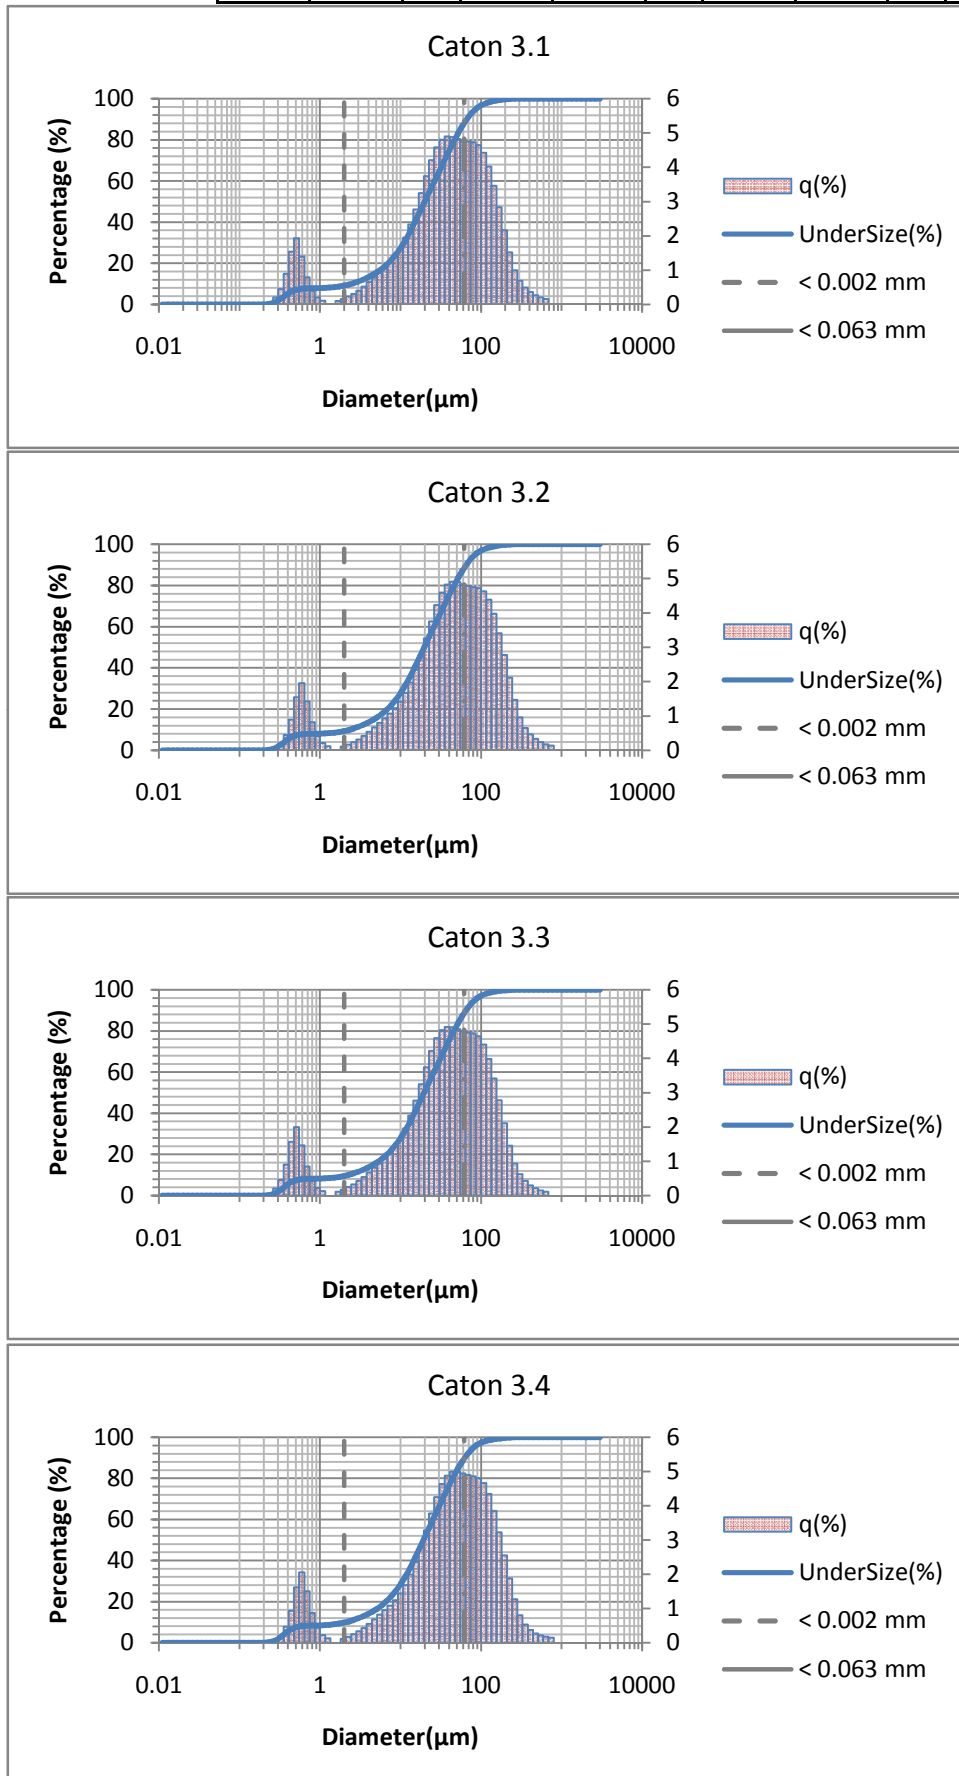 Caton 3.1
100
80
60
40
20
0
6
5
4
3
2
1
0
0.01 1 100 10000
Percentage (%)
Diameter(µm)
q(%)
UnderSize(%)
< 0.002 mm
< 0.063 mm
Caton 3.2
100
80
60
40
20
0
6
5
4
3
2
1
0
0.01 1 100 10000
Percentage (%)
Diameter(µm)
q(%)
UnderSize(%)
< 0.002 mm
< 0.063 mm
Caton 3.3
100
80
60
40
20
0
6
5
4
3
2
1
0
0.01 1 100 10000
Percentage (%)
Diameter(µm)
q(%)
UnderSize(%)
< 0.002 mm
< 0.063 mm
Caton 3.4
100
80
60
40
20
0
6
5
4
3
2
1
0
0.01 1 100 10000
Percentage (%)
Diameter(µm)
q(%)
UnderSize(%)
< 0.002 mm
< 0.063 mm